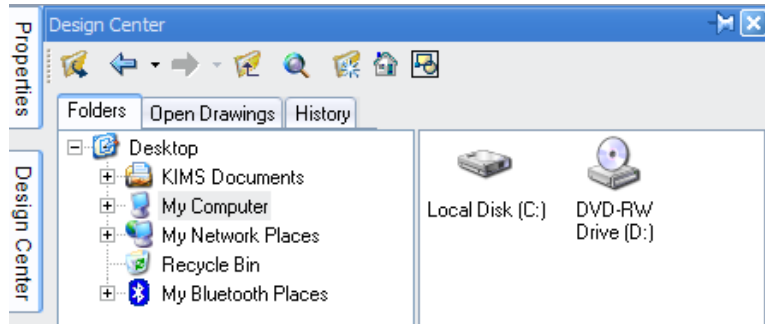 Design Center
Properties
Design Center
Folders
Open Drawings
History
Desktop
KIMS Documents
My Computer
My Network Places
Recycle Bin
My Bluetooth Places
Local Disk (C:)
DVD-RW
Drive (D:)